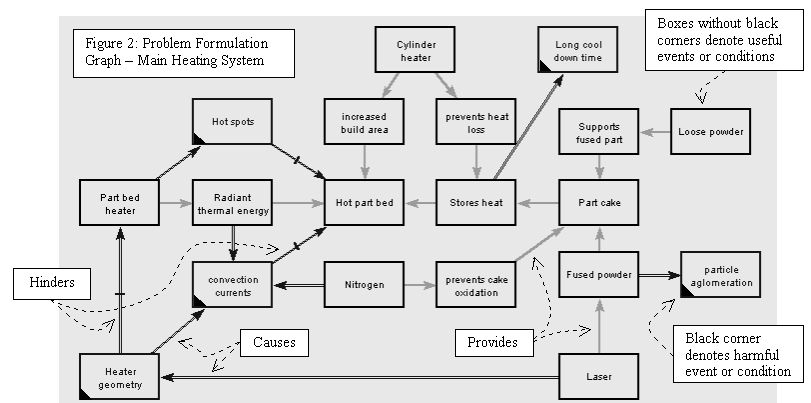 Figure 2: Problem Formulation
Graph – Main Heating System
Cylinder
heater
Long cool
down time
Boxes without black
corners denote useful
events or conditions
Hot spots
increased
build area
prevents heat
loss
Supports
fused part
Loose powder
Part bed
heater
Radiant
thermal energy
Hot part bed
Stores heat
Part cake
Hinders
convection
currents
Nitrogen
prevents cake
oxidation
Fused powder
particle
aglomeration
Causes
Provides
Black corner
denotes harmful
event or condition
Heater
geometry
Laser